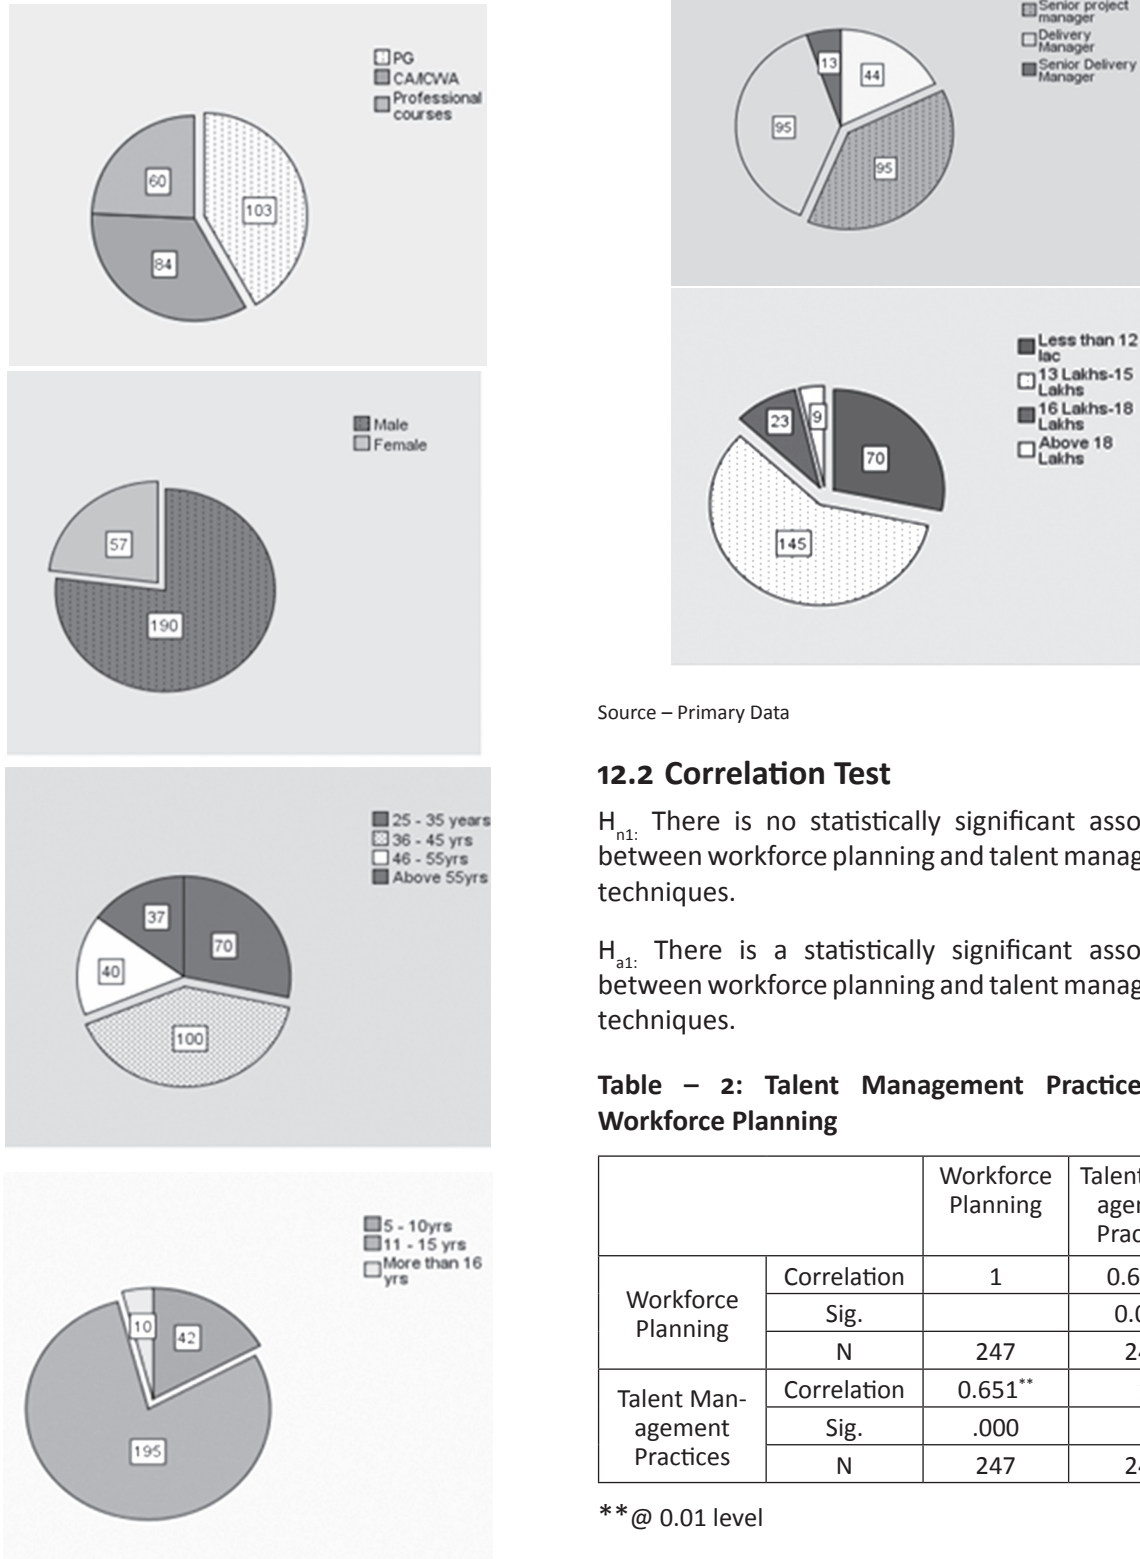 PG
CA/ICWA
Professional
courses
60
103
84
Male
Female
57
190
25 - 35 years
36 - 45 yrs
46 - 55yrs
Above 55yrs
37
70
40
100
5 - 10yrs
11 - 15 yrs
More than 16
yrs
10
42
195
Senior project
manager
Delivery
Manager
Senior Delivery
Manager
13
44
95
95
Less than 12
lac
13 Lakhs-15
Lakhs
16 Lakhs-18
Lakhs
Above 18
Lakhs
23
9
70
145
Source – Primary Data
12.2 Correlation Test
Hn1: There is no statistically significant asso
between workforce planning and talent manag
techniques.
Ha1: There is a statistically significant asso
between workforce planning and talent manag
techniques.
Table – 2: Talent Management Practice
Workforce Planning
Workforce Talent
Planning age
Prac
Workforce
Planning
Correlation 1 0.6
Sig. 0.0
N 247 24
Talent Man-
agement
Practices
Correlation 0.651**
Sig. .000
N 247 24
**@ 0.01 level